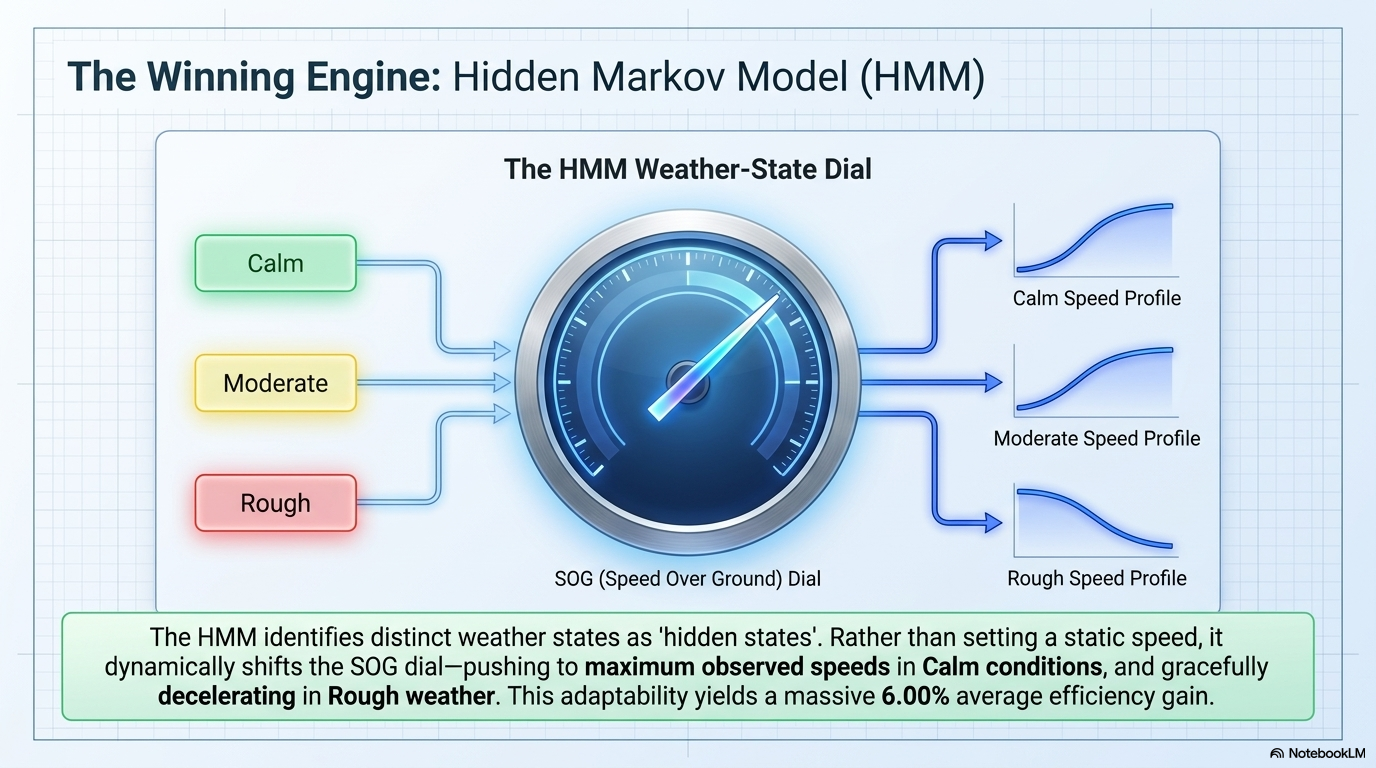 The Winning Engine: Hidden Markov Model (HMM)
The HMM Weather-State Dial
Calm
Moderate
Rough
SOG (Speed Over Ground) Dial
Calm Speed Profile
Moderate Speed Profile
Rough Speed Profile
The HMM identifies distinct weather states as 'hidden states'. Rather than setting a static speed, it
dynamically shifts the SOG dial—pushing to maximum observed speeds in Calm conditions, and gracefully
decelerating in Rough weather. This adaptability yields a massive 6.00% average efficiency gain.
NotebookLM